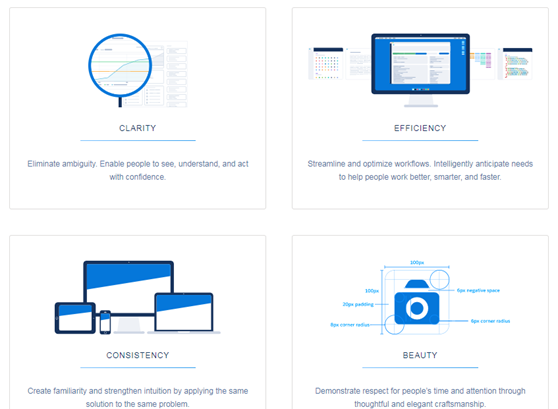 CLARITY
Eliminate ambiguity. Enable people to see, understand, and act
with confidence.
EFFICIENCY
Streamline and optimize workflows. Intelligently anticipate needs
to help people work better, smarter, and faster.
CONSISTENCY
Create familiarity and strengthen intuition by applying the same
solution to the same problem.
100px
100px
6px negative space
20px padding
8px corner radius
4px corner radius
BEAUTY
Demonstrate respect for people's time and attention through
thoughtful and elegant craftsmanship.